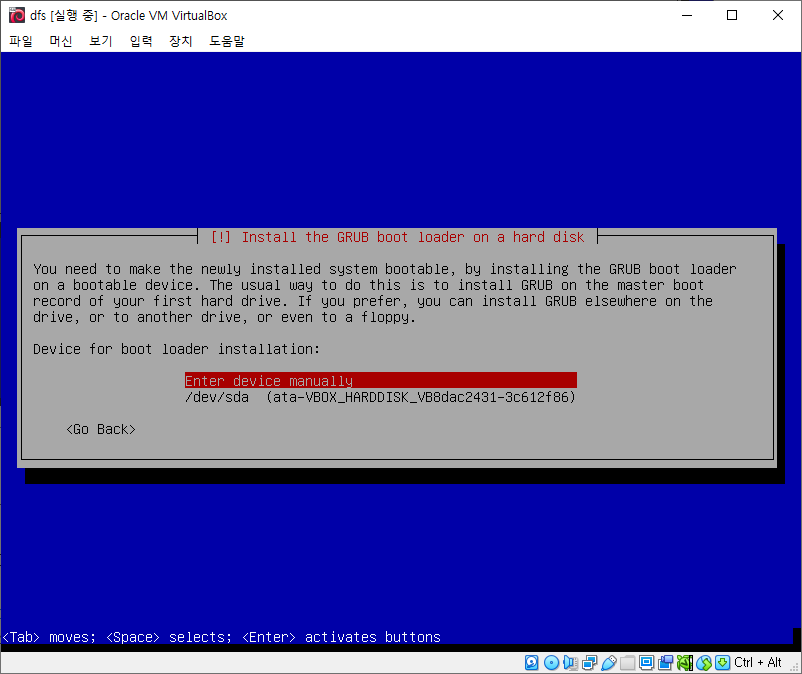 dfs [실행 중] - Oracle VM VirtualBox
파일 머신 보기 입력 장치 도움말
[!] Install the GRUB boot loader on a hard disk
You need to make the newly installed system bootable, by installing the GRUB boot loader
on a bootable device. The usual way to do this is to install GRUB on the master boot
record of your first hard drive. If you prefer, you can install GRUB elsewhere on the
drive, or to another drive, or even to a floppy.
Device for boot loader installation:
Enter device manually
/dev/sda (ata-VBOX_HARDDISK_VB8dac2431-3c612f86)
<Go Back>
<Tab> moves; <Space> selects; <Enter> activates buttons
Ctrl + Alt